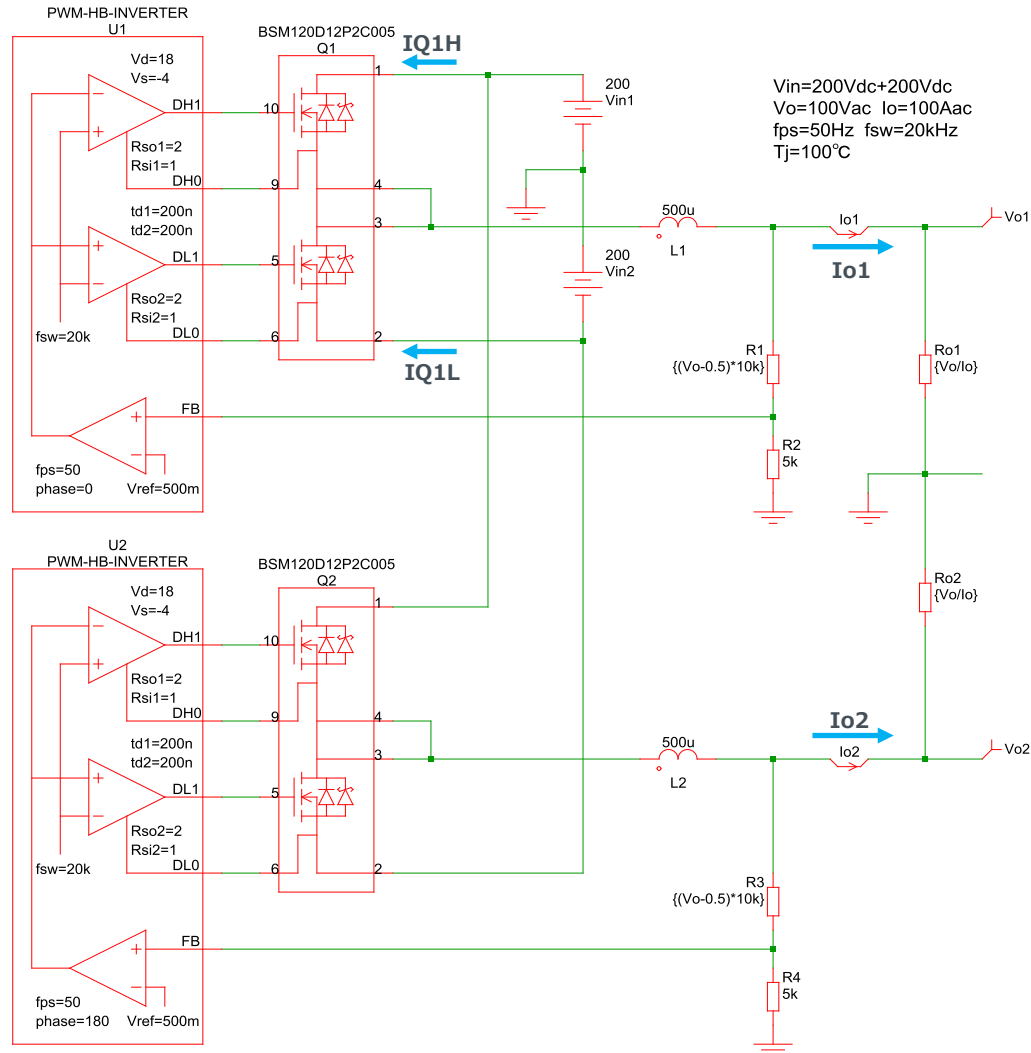 PWM-HB-INVERTER
U1
Vd=18
Vs=-4
DH1
Rso1=2
Rsi1=1
DH0
td1=200n
td2=200n
DL1
Rso2=2
Rsi2=1
DL0
fsw=20k
FB
fps=50
phase=0
Vref=500m
BSM120D12P2C005
Q1
10
9
5
6
1
4
3
2
IQ1H
IQ1L
200
Vin1
200
Vin2
Vin=200Vdc+200Vdc
Vo=100Vac Io=100Aac
fps=50Hz fsw=20kHz
Tj=100℃
500u
L1
Io1
Io1
Vo1
R1
{(Vo-0.5)*10k}
R2
5k
Ro1
{Vo/Io}
Ro2
{Vo/Io}
U2
PWM-HB-INVERTER
Vd=18
Vs=-4
DH1
Rso1=2
Rsi1=1
DH0
td1=200n
td2=200n
DL1
Rso2=2
Rsi2=1
DL0
fsw=20k
FB
fps=50
phase=180
Vref=500m
BSM120D12P2C005
Q2
10
9
5
6
1
4
3
2
500u
L2
Io2
Io2
Vo2
R3
{(Vo-0.5)*10k}
R4
5k